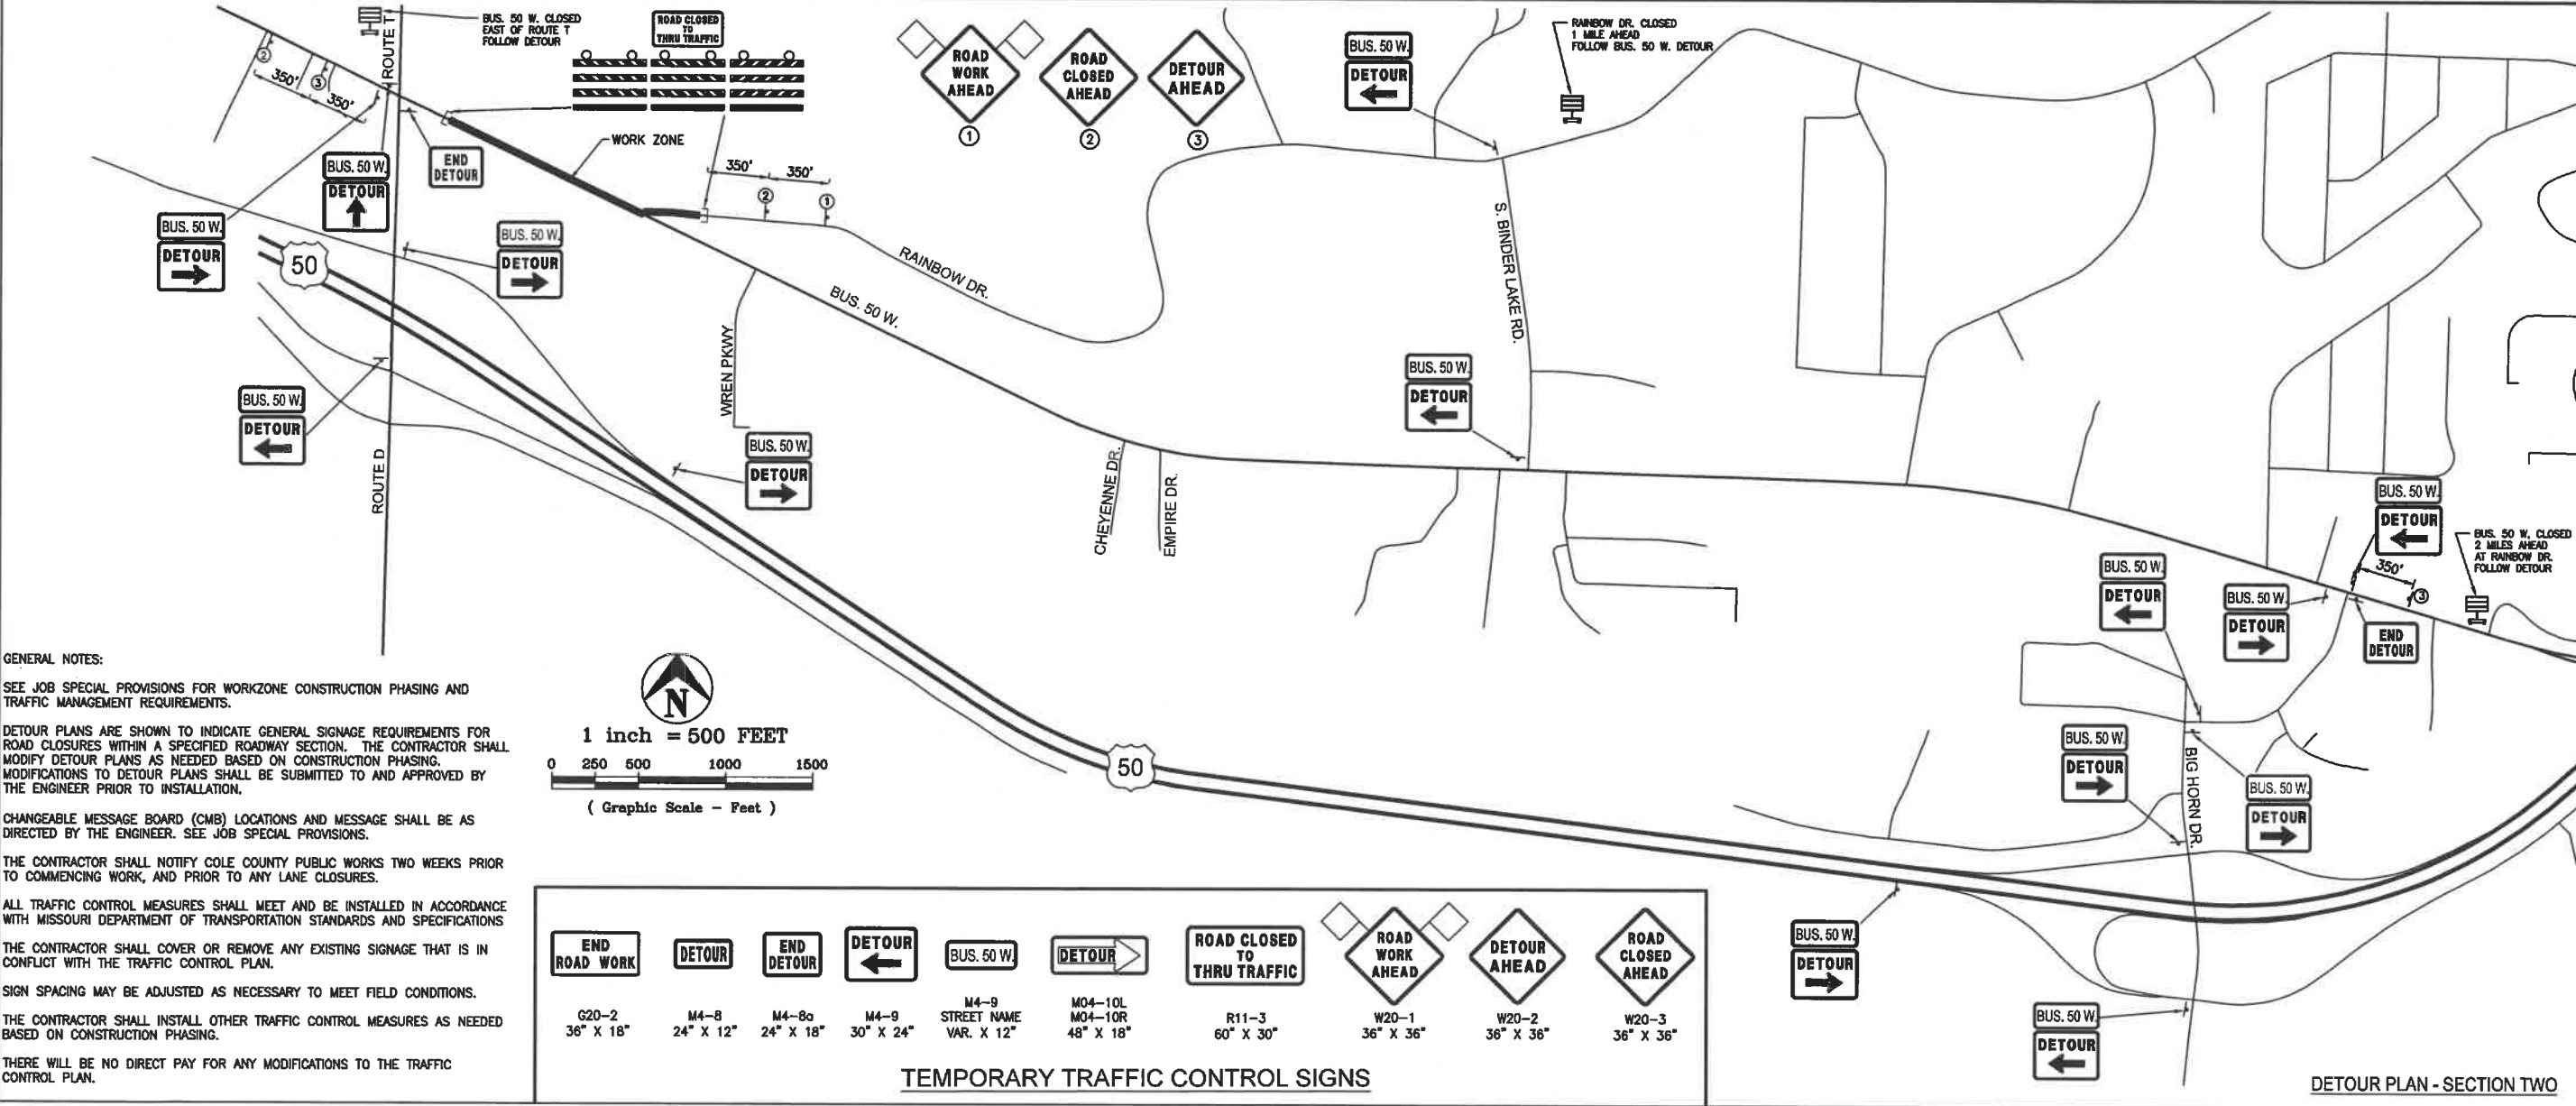 BUS. 50 W. CLOSED
EAST OF ROUTE T
FOLLOW DETOUR
ROUTE T
ROAD CLOSED
TO
THRU TRAFFIC
ROAD
WORK
AHEAD
1
ROAD
CLOSED
AHEAD
2
DETOUR
AHEAD
3
BUS. 50 W.
DETOUR
RAINBOW DR. CLOSED
1 MILE AHEAD
FOLLOW BUS. 50 W. DETOUR
2
350'
3
350'
WORK ZONE
END
DETOUR
BUS. 50 W.
DETOUR
350'
350'
2
1
BUS. 50 W.
DETOUR
BUS. 50 W.
DETOUR
50
RAINBOW DR.
BUS. 50 W.
S. BINDER LAKE RD.
WREN PKWY.
BUS. 50 W.
DETOUR
BUS. 50 W.
DETOUR
ROUTE D
BUS. 50 W.
DETOUR
CHEYENNE DR.
EMPIRE DR.
BUS. 50 W.
DETOUR
BUS. 50 W. CLOSED
2 MILES AHEAD
AT RAINBOW DR.
FOLLOW DETOUR
350'
3
BUS. 50 W.
DETOUR
BUS. 50 W.
DETOUR
END
DETOUR
BUS. 50 W.
DETOUR
BIG HORN DR.
BUS. 50 W.
DETOUR
50
BUS. 50 W.
DETOUR
BUS. 50 W.
DETOUR
GENERAL NOTES:
SEE JOB SPECIAL PROVISIONS FOR WORKZONE CONSTRUCTION PHASING AND
TRAFFIC MANAGEMENT REQUIREMENTS.
DETOUR PLANS ARE SHOWN TO INDICATE GENERAL SIGNAGE REQUIREMENTS FOR
ROAD CLOSURES WITHIN A SPECIFIED ROADWAY SECTION. THE CONTRACTOR SHALL
MODIFY DETOUR PLANS AS NEEDED BASED ON CONSTRUCTION PHASING.
MODIFICATIONS TO DETOUR PLANS SHALL BE SUBMITTED TO AND APPROVED BY
THE ENGINEER PRIOR TO INSTALLATION.
CHANGEABLE MESSAGE BOARD (CMB) LOCATIONS AND MESSAGE SHALL BE AS
DIRECTED BY THE ENGINEER. SEE JOB SPECIAL PROVISIONS.
THE CONTRACTOR SHALL NOTIFY COLE COUNTY PUBLIC WORKS TWO WEEKS PRIOR
TO COMMENCING WORK, AND PRIOR TO ANY LANE CLOSURES.
ALL TRAFFIC CONTROL MEASURES SHALL MEET AND BE INSTALLED IN ACCORDANCE
WITH MISSOURI DEPARTMENT OF TRANSPORTATION STANDARDS AND SPECIFICATIONS
THE CONTRACTOR SHALL COVER OR REMOVE ANY EXISTING SIGNAGE THAT IS IN
CONFLICT WITH THE TRAFFIC CONTROL PLAN.
SIGN SPACING MAY BE ADJUSTED AS NECESSARY TO MEET FIELD CONDITIONS.
THE CONTRACTOR SHALL INSTALL OTHER TRAFFIC CONTROL MEASURES AS NEEDED
BASED ON CONSTRUCTION PHASING.
THERE WILL BE NO DIRECT PAY FOR ANY MODIFICATIONS TO THE TRAFFIC
CONTROL PLAN.
N
1 inch = 500 FEET
0 250 500 1000 1500
( Graphic Scale - Feet )
END
ROAD WORK
G20-2
36" X 18"
DETOUR
M4-8
24" X 12"
END
DETOUR
M4-8a
24" X 18"
DETOUR
M4-9
30" X 24"
BUS. 50 W.
M4-9
STREET NAME
VAR. X 12"
DETOUR
M04-10L
M04-10R
48" X 18"
ROAD CLOSED
TO
THRU TRAFFIC
R11-3
60" X 30"
ROAD
WORK
AHEAD
W20-1
36" X 36"
DETOUR
AHEAD
W20-2
36" X 36"
ROAD
CLOSED
AHEAD
W20-3
36" X 36"
TEMPORARY TRAFFIC CONTROL SIGNS
BUS. 50 W.
DETOUR
DETOUR PLAN - SECTION TWO